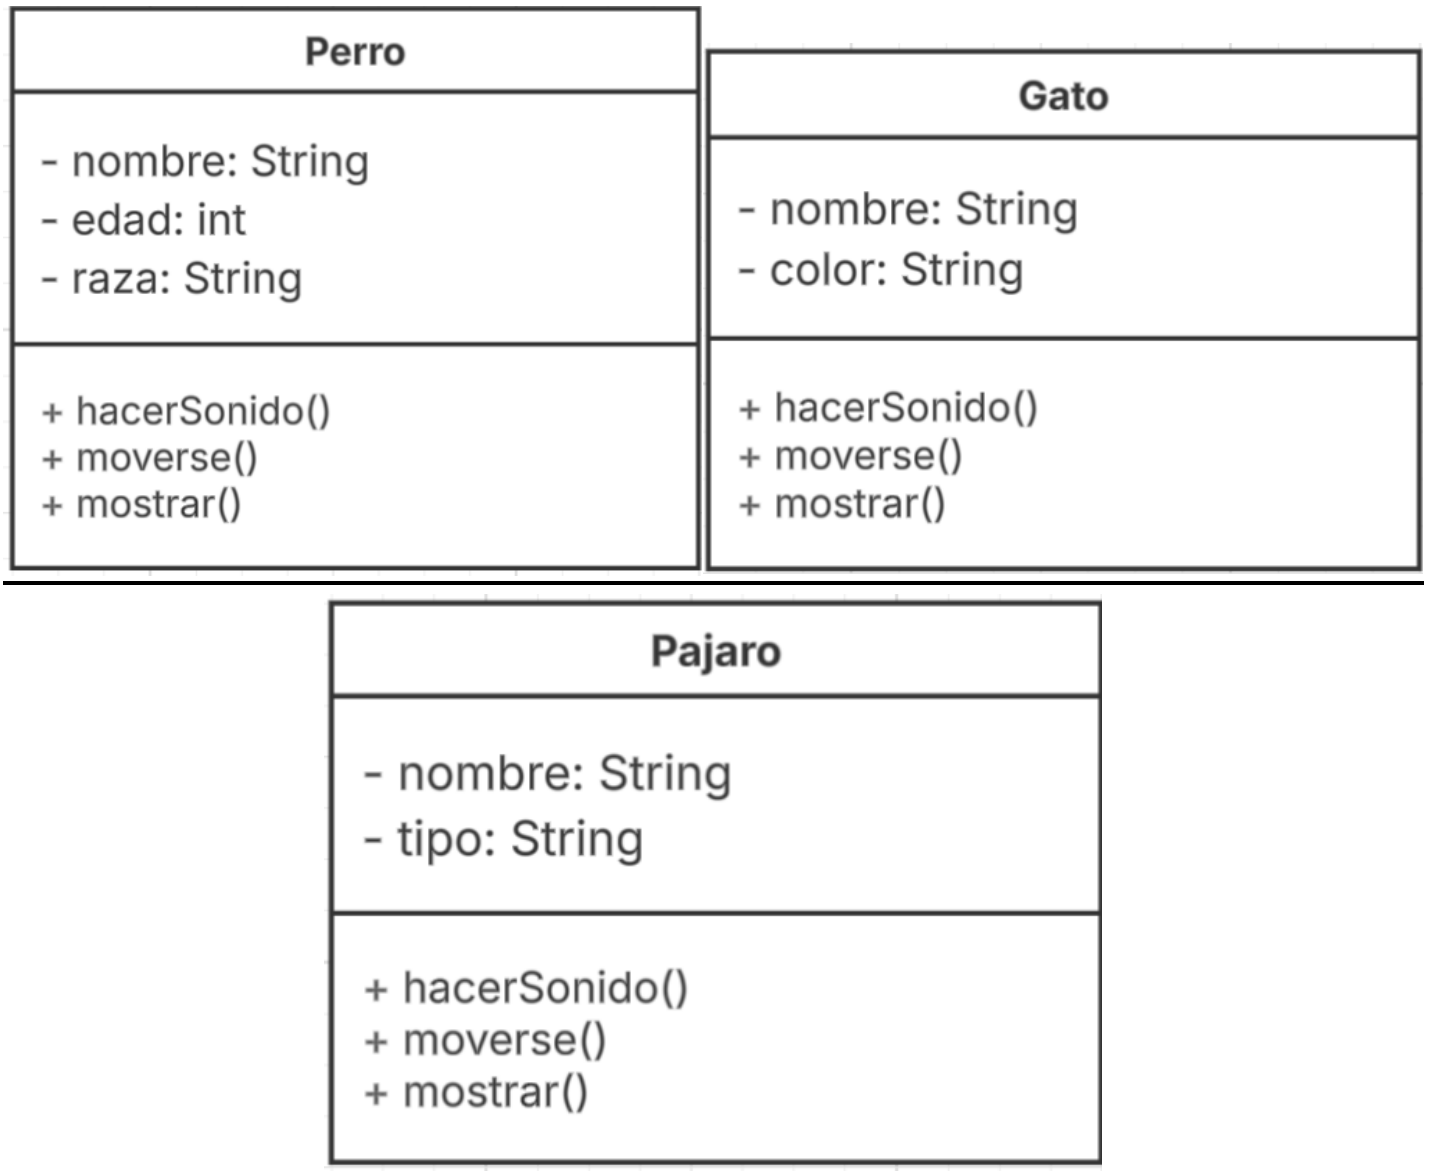 Perro
- nombre: String
- edad: int
- raza: String
+ hacerSonido()
+ moverse()
+ mostrar()
Gato
- nombre: String
- color: String
+ hacerSonido()
+ moverse()
+ mostrar()
Pajaro
- nombre: String
- tipo: String
+ hacerSonido()
+ moverse()
+ mostrar()